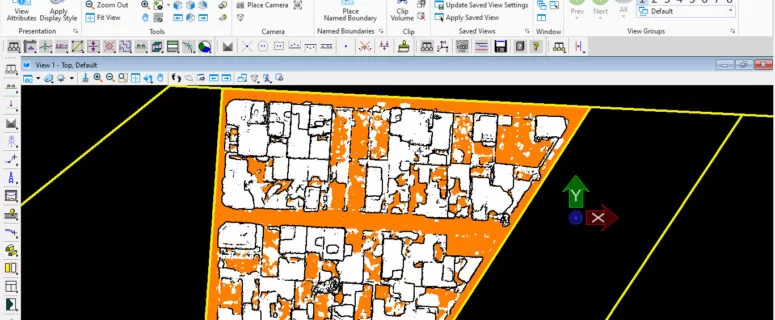 View Attributes
Apply Display Style
Zoom Out
Fit View
Place Camera
Place Named Boundary
Clip Volume
Update Saved View Settings
Apply Saved View
Prev
Next
All
1 2 3 4 5 6 7 8
Default
Presentation
Tools
Camera
Named Boundaries
Clip
Saved Views
Window
View Groups
View 1 - Top, Default
Y
X